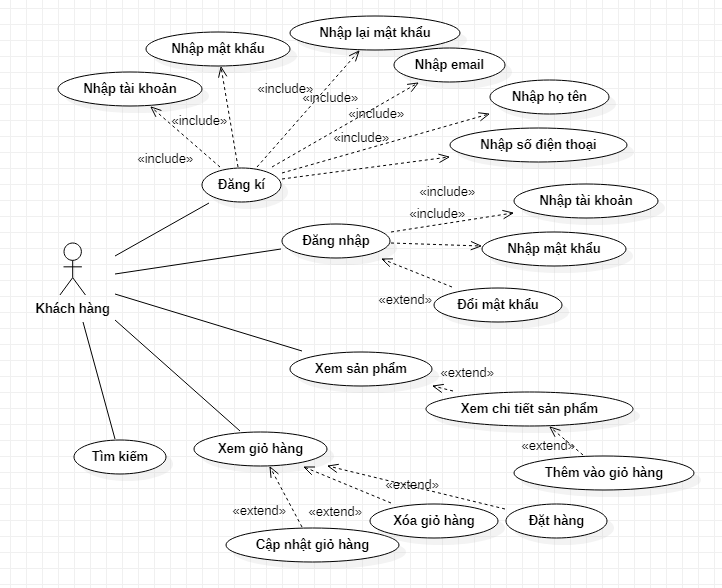 Nhập lại mật khẩu
Nhập mật khẩu
Nhập email
Nhập tài khoản
«include»
«include»
Nhập họ tên
«include»
«include»
«include»
Nhập số điện thoại
«include»
Đăng kí
«include»
Nhập tài khoản
«include»
Đăng nhập
Nhập mật khẩu
«extend»
Đổi mật khẩu
Khách hàng
Xem sản phẩm
«extend»
Xem chi tiết sản phẩm
«extend»
Xem giỏ hàng
Tìm kiếm
Thêm vào giỏ hàng
«extend»
«extend»
«extend»
Xóa giỏ hàng
Đặt hàng
Cập nhật giỏ hàng